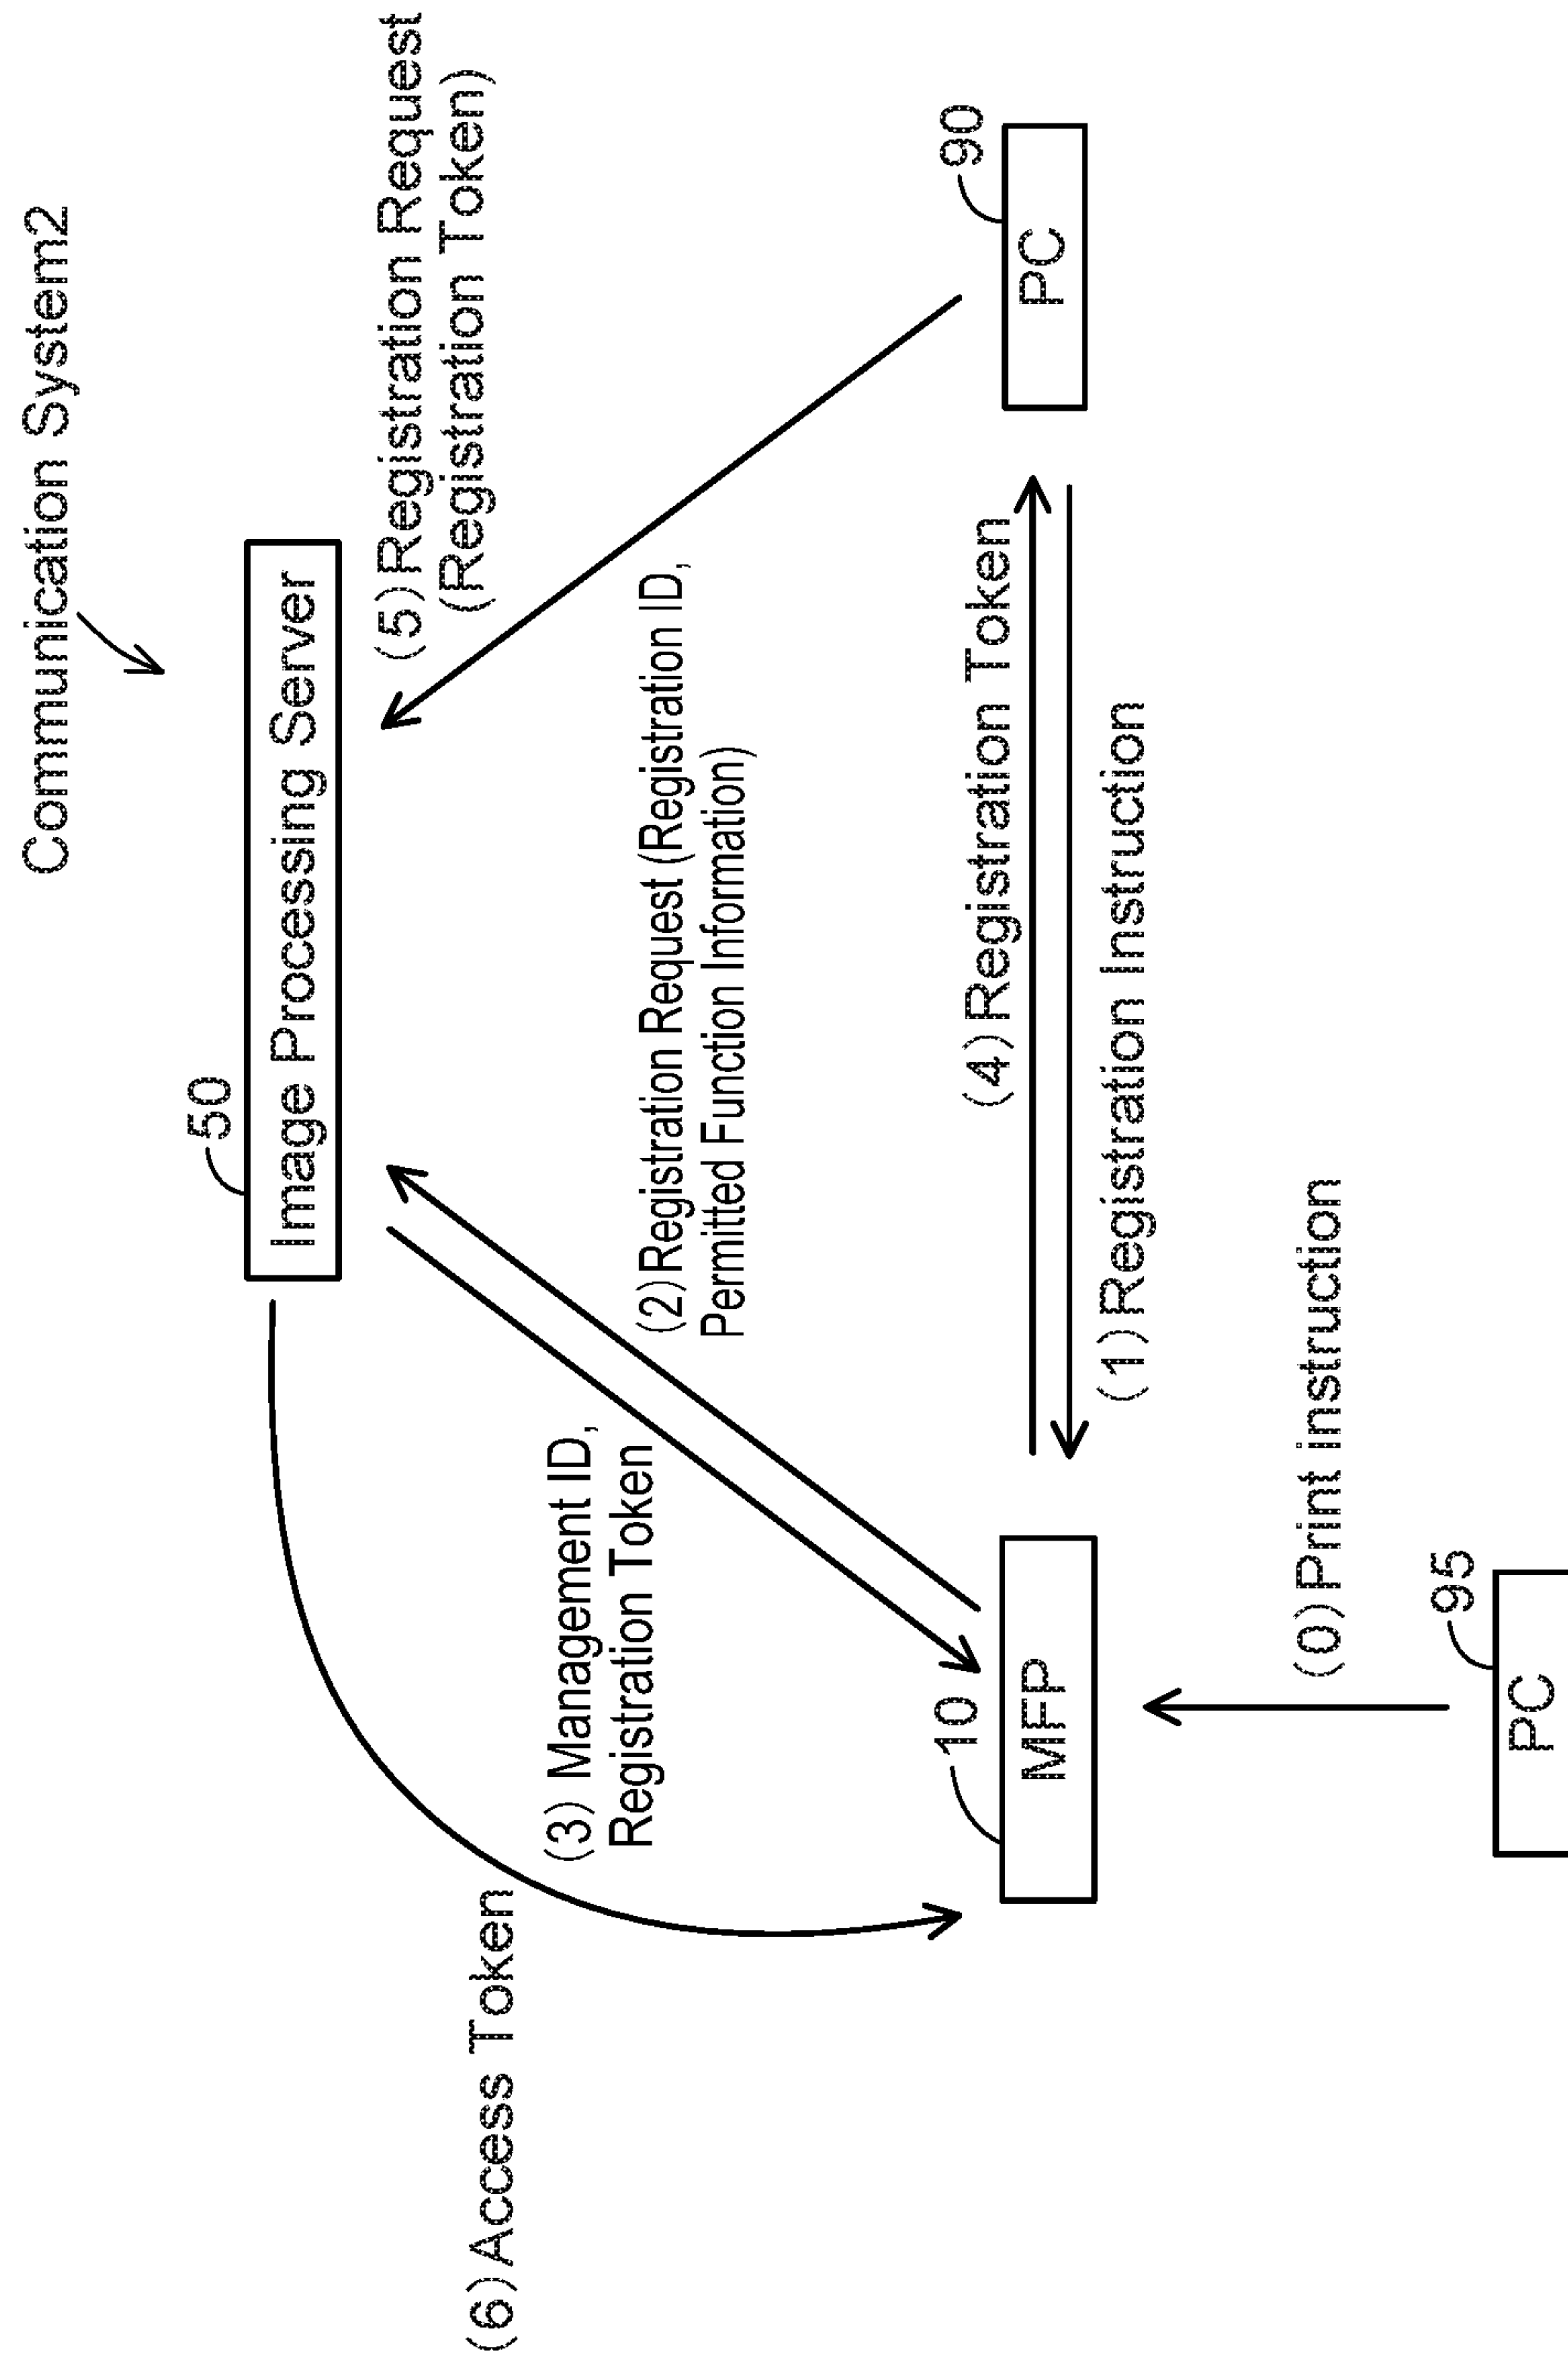 Communication System2
50
Image Processing Server
(5) Registration Request
(Registration Token)
(6) Access Token
(3) Management ID,
Registration Token
(2) Registration Request (Registration ID,
Permitted Function Information)
10
MFP
(4) Registration Token
(1) Registration Instruction
90
PC
(0) Print instruction
95
PC